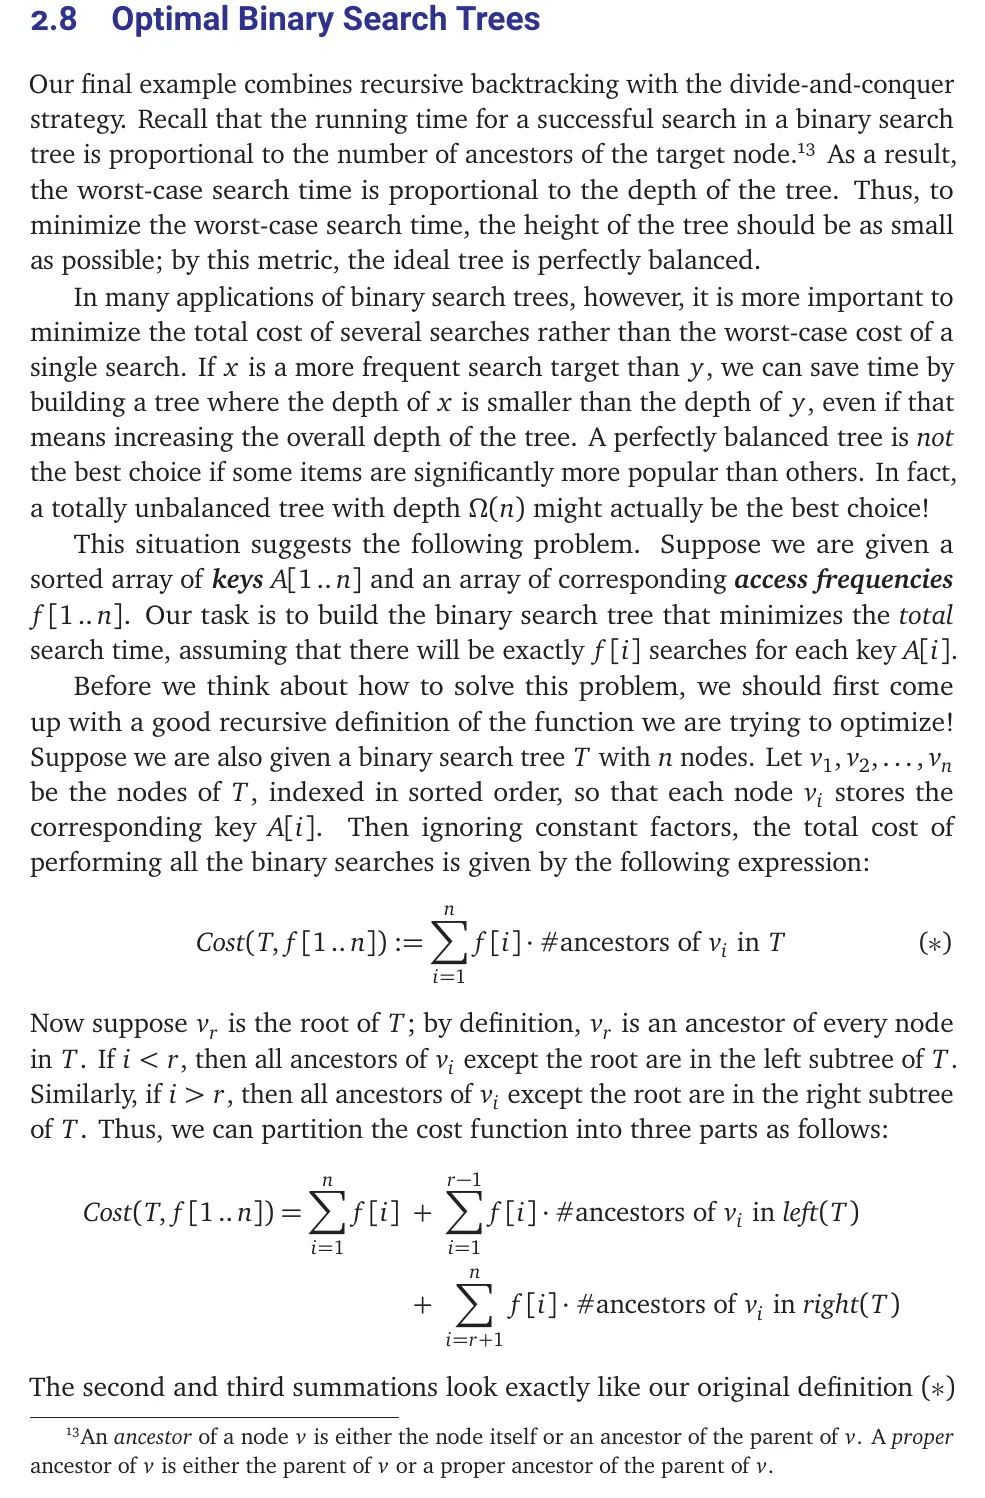 2.8 Optimal Binary Search Trees
Our final example combines recursive backtracking with the divide-and-conquer
strategy. Recall that the running time for a successful search in a binary search
tree is proportional to the number of ancestors of the target node.¹³ As a result,
the worst-case search time is proportional to the depth of the tree. Thus, to
minimize the worst-case search time, the height of the tree should be as small
as possible; by this metric, the ideal tree is perfectly balanced.
In many applications of binary search trees, however, it is more important to
minimize the total cost of several searches rather than the worst-case cost of a
single search. If x is a more frequent search target than y, we can save time by
building a tree where the depth of x is smaller than the depth of y, even if that
means increasing the overall depth of the tree. A perfectly balanced tree is not
the best choice if some items are significantly more popular than others. In fact,
a totally unbalanced tree with depth Ω(n) might actually be the best choice!
This situation suggests the following problem. Suppose we are given a
sorted array of keys A[1 .. n] and an array of corresponding access frequencies
f[1 .. n]. Our task is to build the binary search tree that minimizes the total
search time, assuming that there will be exactly f[i] searches for each key A[i].
Before we think about how to solve this problem, we should first come
up with a good recursive definition of the function we are trying to optimize!
Suppose we are also given a binary search tree T with n nodes. Let v₁, v₂, . . . , vₙ
be the nodes of T, indexed in sorted order, so that each node vᵢ stores the
corresponding key A[i]. Then ignoring constant factors, the total cost of
performing all the binary searches is given by the following expression:
Cost(T, f[1 .. n]) := ∑_{i=1}^{n} f[i] · #ancestors of vᵢ in T (∗)
Now suppose vᵣ is the root of T; by definition, vᵣ is an ancestor of every node
in T. If i < r, then all ancestors of vᵢ except the root are in the left subtree of T.
Similarly, if i > r, then all ancestors of vᵢ except the root are in the right subtree
of T. Thus, we can partition the cost function into three parts as follows:
Cost(T, f[1 .. n]) = ∑_{i=1}^{n} f[i] + ∑_{i=1}^{r−1} f[i] · #ancestors of vᵢ in left(T)
+ ∑_{i=r+1}^{n} f[i] · #ancestors of vᵢ in right(T)
The second and third summations look exactly like our original definition (∗)
¹³An ancestor of a node v is either the node itself or an ancestor of the parent of v. A proper
ancestor of v is either the parent of v or a proper ancestor of the parent of v.